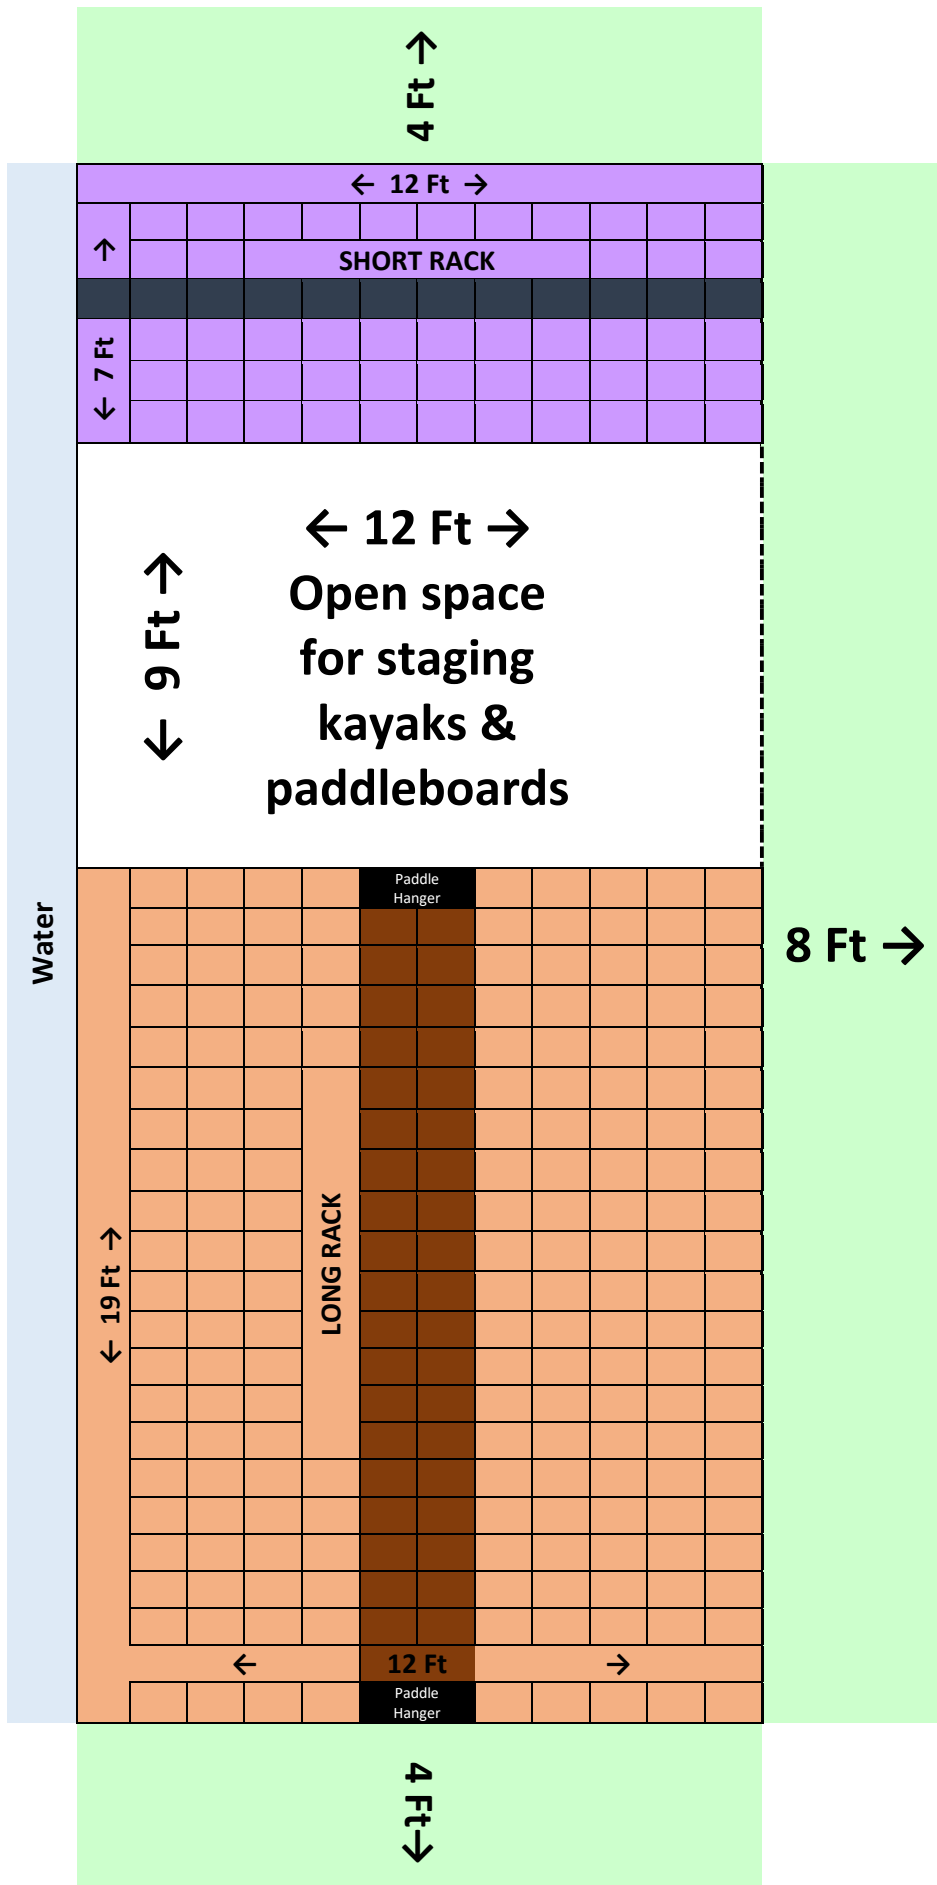 4 Ft →
← 12 Ft →
SHORT RACK
← 7 Ft →
← 12 Ft →
Open space
for staging
kayaks &
paddleboards
← 9 Ft →
Paddle
Hanger
Water
8 Ft →
LONG RACK
← 19 Ft →
← 12 Ft →
Paddle
Hanger
4 Ft→